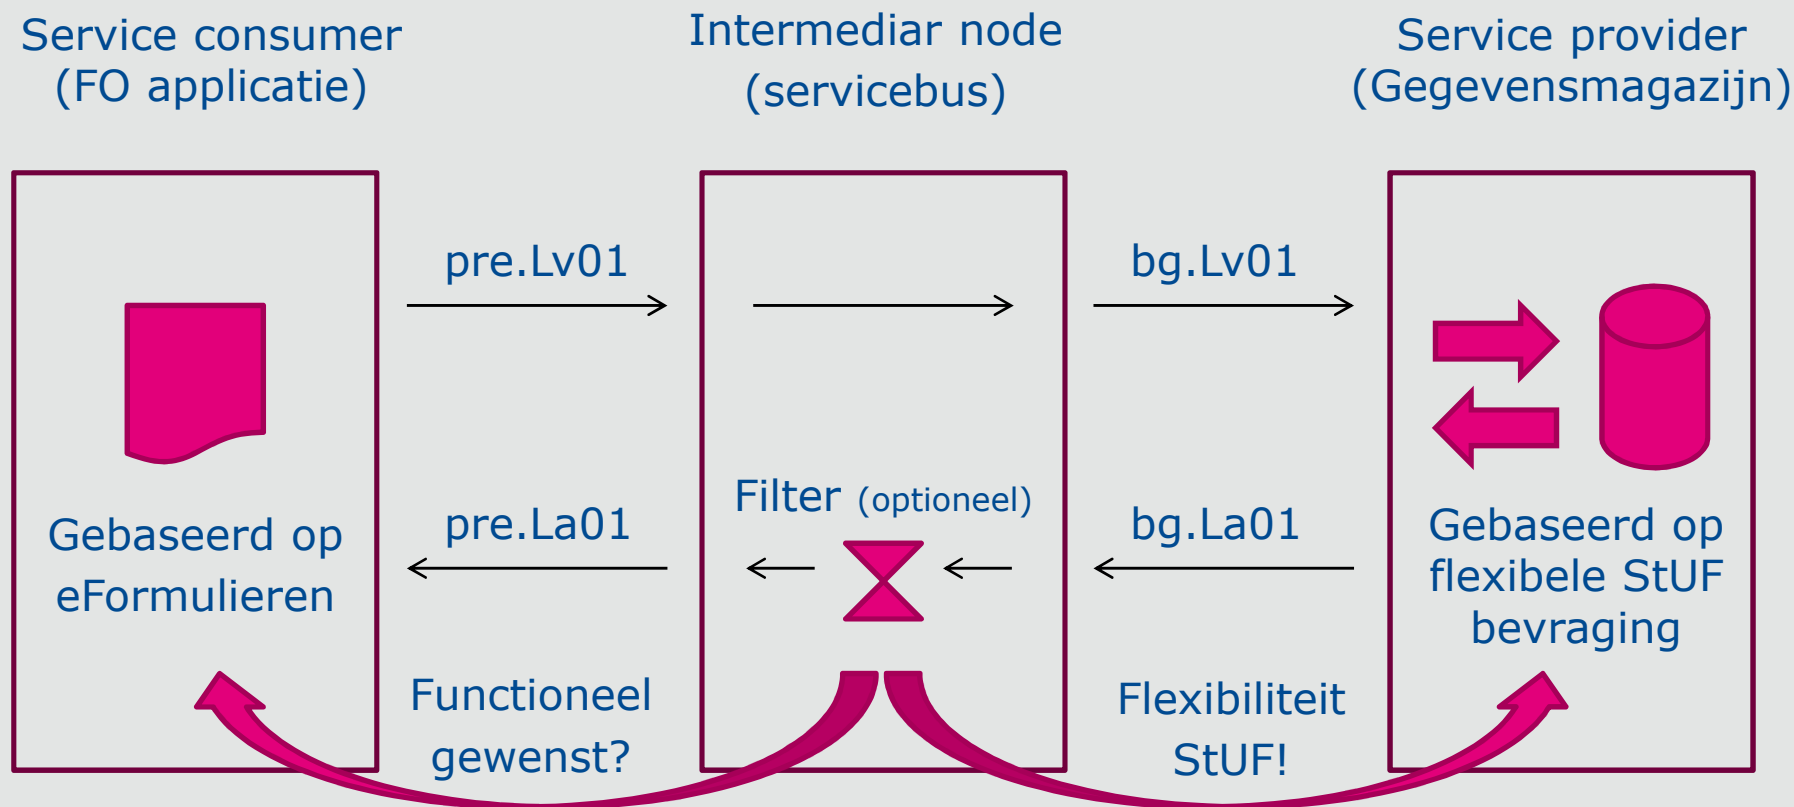 Service consumer
(FO applicatie)
Intermediar node
(servicebus)
Service provider
(Gegevensmagazijn)
pre.Lv01
bg.Lv01
Filter (optioneel)
pre.La01
bg.La01
Gebaseerd op
eFormulieren
Gebaseerd op
flexibele StUF
bevraging
Functioneel
gewenst?
Flexibiliteit
StUF!